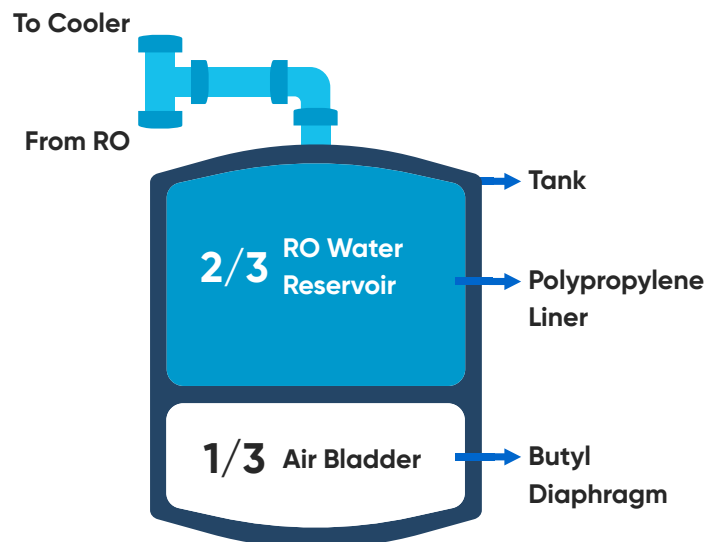 To Cooler
From RO
Tank
2/3 RO Water
Reservoir
Polypropylene
Liner
1/3 Air Bladder
Butyl
Diaphragm